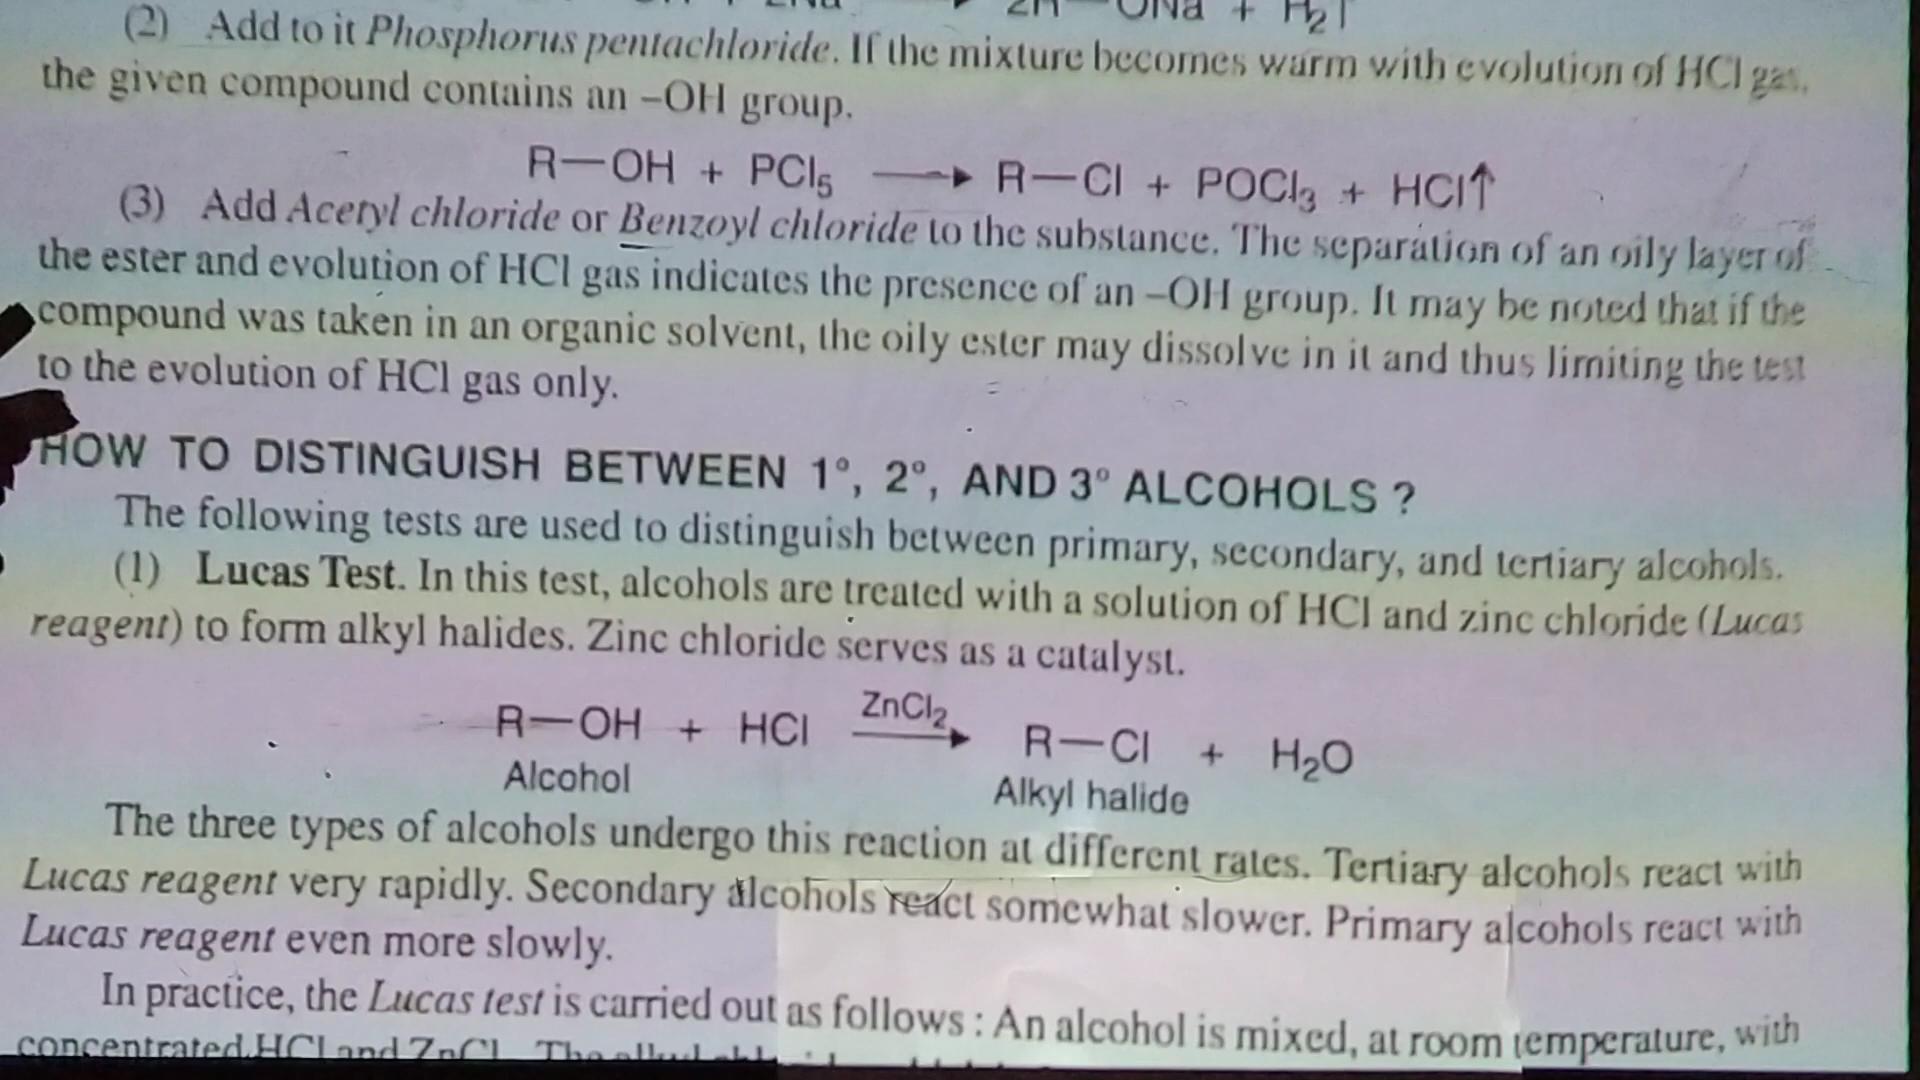 2R—ONa + H₂↑
(2) Add to it Phosphorus pentachloride. If the mixture becomes warm with evolution of HCl gas,
the given compound contains an –OH group.
R—OH + PCl₅ ⟶ R—Cl + POCl₃ + HCl↑
(3) Add Acetyl chloride or Benzoyl chloride to the substance. The separation of an oily layer of
the ester and evolution of HCl gas indicates the presence of an –OH group. It may be noted that if the
compound was taken in an organic solvent, the oily ester may dissolve in it and thus limiting the test
to the evolution of HCl gas only.
HOW TO DISTINGUISH BETWEEN 1°, 2°, AND 3° ALCOHOLS ?
The following tests are used to distinguish between primary, secondary, and tertiary alcohols.
(1) Lucas Test. In this test, alcohols are treated with a solution of HCl and zinc chloride (Lucas
reagent) to form alkyl halides. Zinc chloride serves as a catalyst.
ZnCl₂
R—OH + HCl ⟶ R—Cl + H₂O
Alcohol Alkyl halide
The three types of alcohols undergo this reaction at different rates. Tertiary alcohols react with
Lucas reagent very rapidly. Secondary alcohols react somewhat slower. Primary alcohols react with
Lucas reagent even more slowly.
In practice, the Lucas test is carried out as follows : An alcohol is mixed, at room temperature, with
concentrated HCl and ZnCl